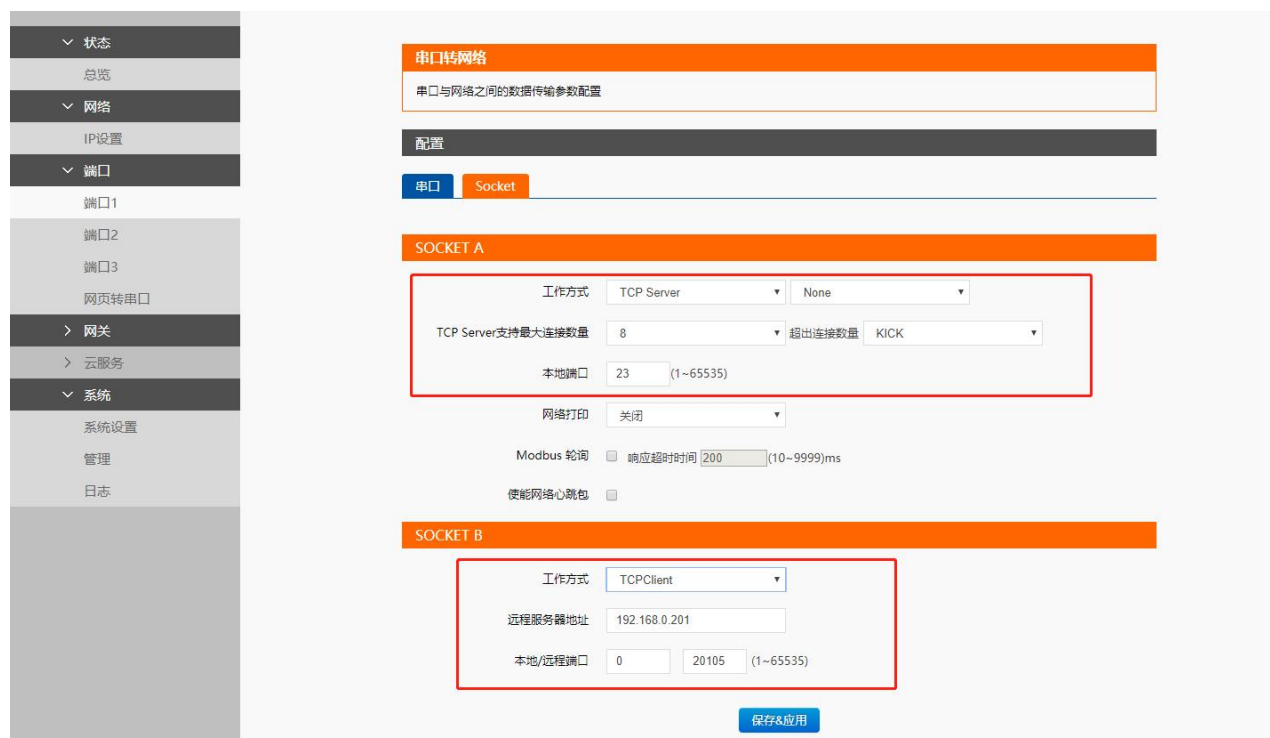 状态
总览
网络
IP设置
端口
端口1
端口2
端口3
网页转串口
网关
云服务
系统
系统设置
管理
日志
串口转网络
串口与网络之间的数据传输参数配置
配置
串口 Socket
SOCKET A
工作方式 TCP Server None
TCP Server支持最大连接数量 8 超出连接数量 KICK
本地端口 23 (1~65535)
网络打印 关闭
Modbus 轮询 响应超时时间 200 (10~9999)ms
使能网络心跳包
SOCKET B
工作方式 TCPClient
远程服务器地址 192.168.0.201
本地/远程端口 0 20105 (1~65535)
保存&应用